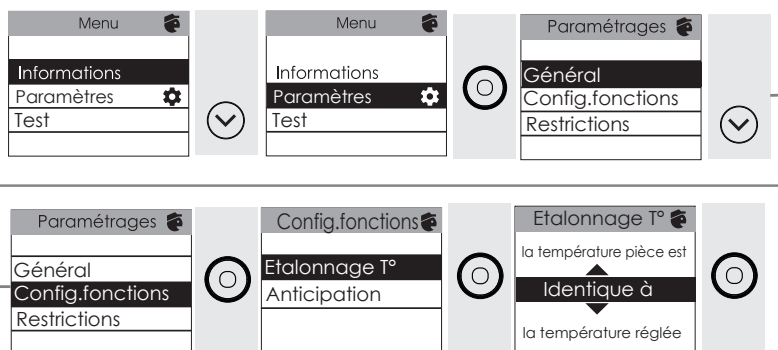 Menu
Informations
Paramètres
Test
Menu
Informations
Paramètres
Test
Paramétrages
Général
Config.fonctions
Restrictions
Paramétrages
Général
Config.fonctions
Restrictions
Config.fonctions
Etalonnage T°
Anticipation
Etalonnage T°
la température pièce est
Identique à
la température réglée